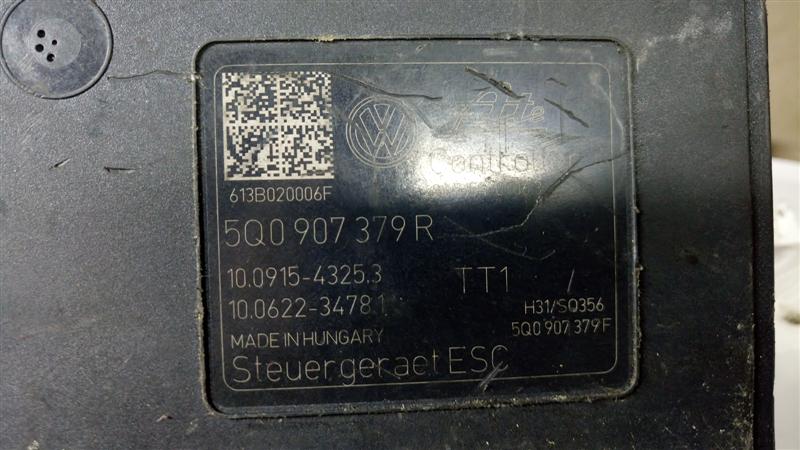 613B020006F
5Q0 907 379 R
10.0915-4325.3
10.0622-3478.1
TT1
H31/SQ356
MADE IN HUNGARY
5Q0 907 379 F
Steuergeraet ESC